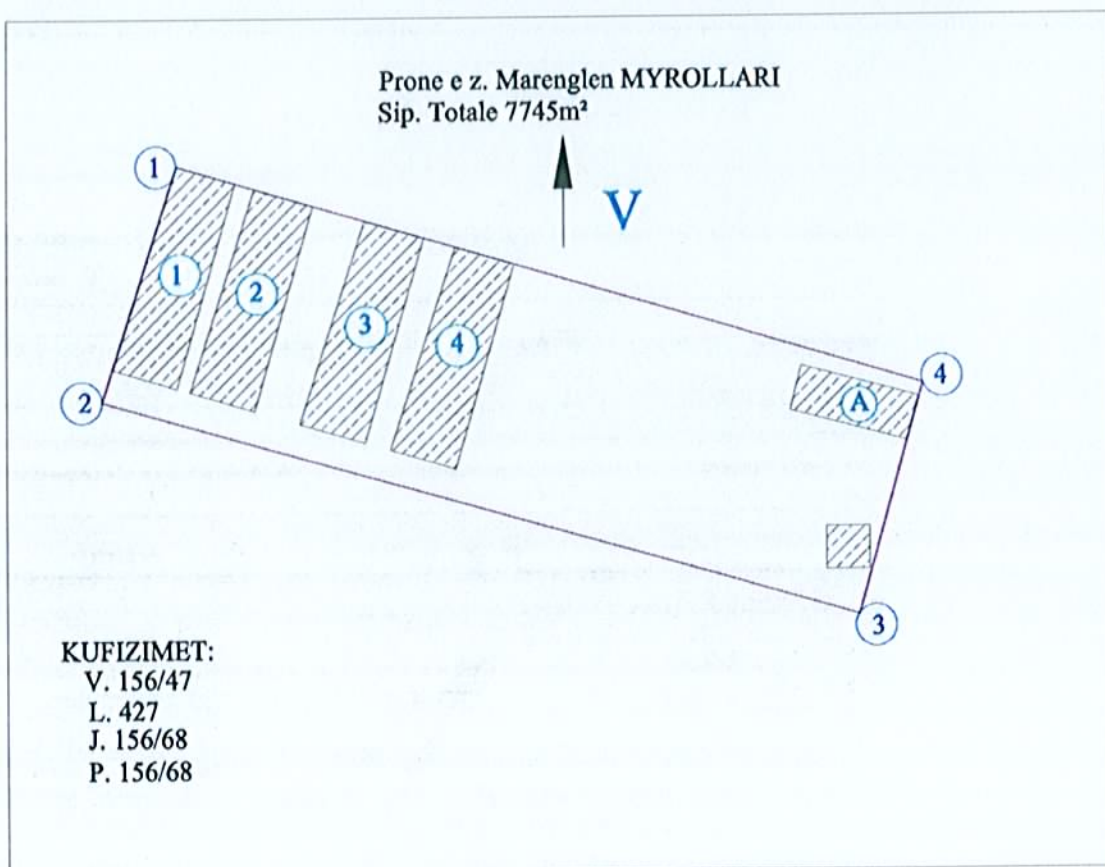 Prone e z. Marenglen MYROLLARI
Sip. Totale 7745m²
V
1
1
2
3
4
2
4
A
3
KUFIZIMET:
V. 156/47
L. 427
J. 156/68
P. 156/68